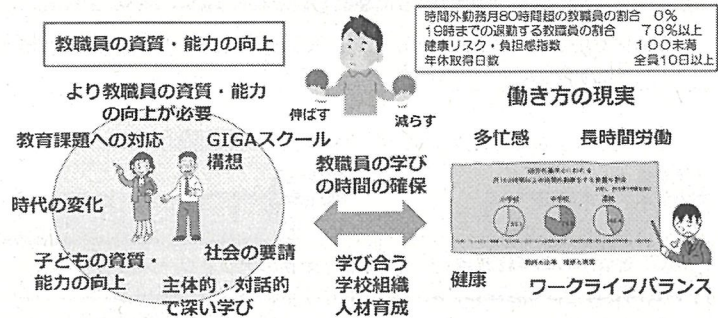 教職員の資質・能力の向上
時間外勤務月80時間超の教職員の割合 0%
19時までの退勤する教職員の割合 70%以上
健康リスク・負担感指数 100未満
年休取得日数 全員10日以上
より教職員の資質・能力
の向上が必要
教育課題への対応
GIGAスクール
構想
時代の変化
社会の要請
子どもの資質・
能力の向上
主体的・対話的
で深い学び
伸ばす
減らす
教職員の学び
の時間の確保
学び合う
学校組織
人材育成
働き方の現実
多忙感
長時間労働
小学校
中学校
高校
健康
ワークライフバランス